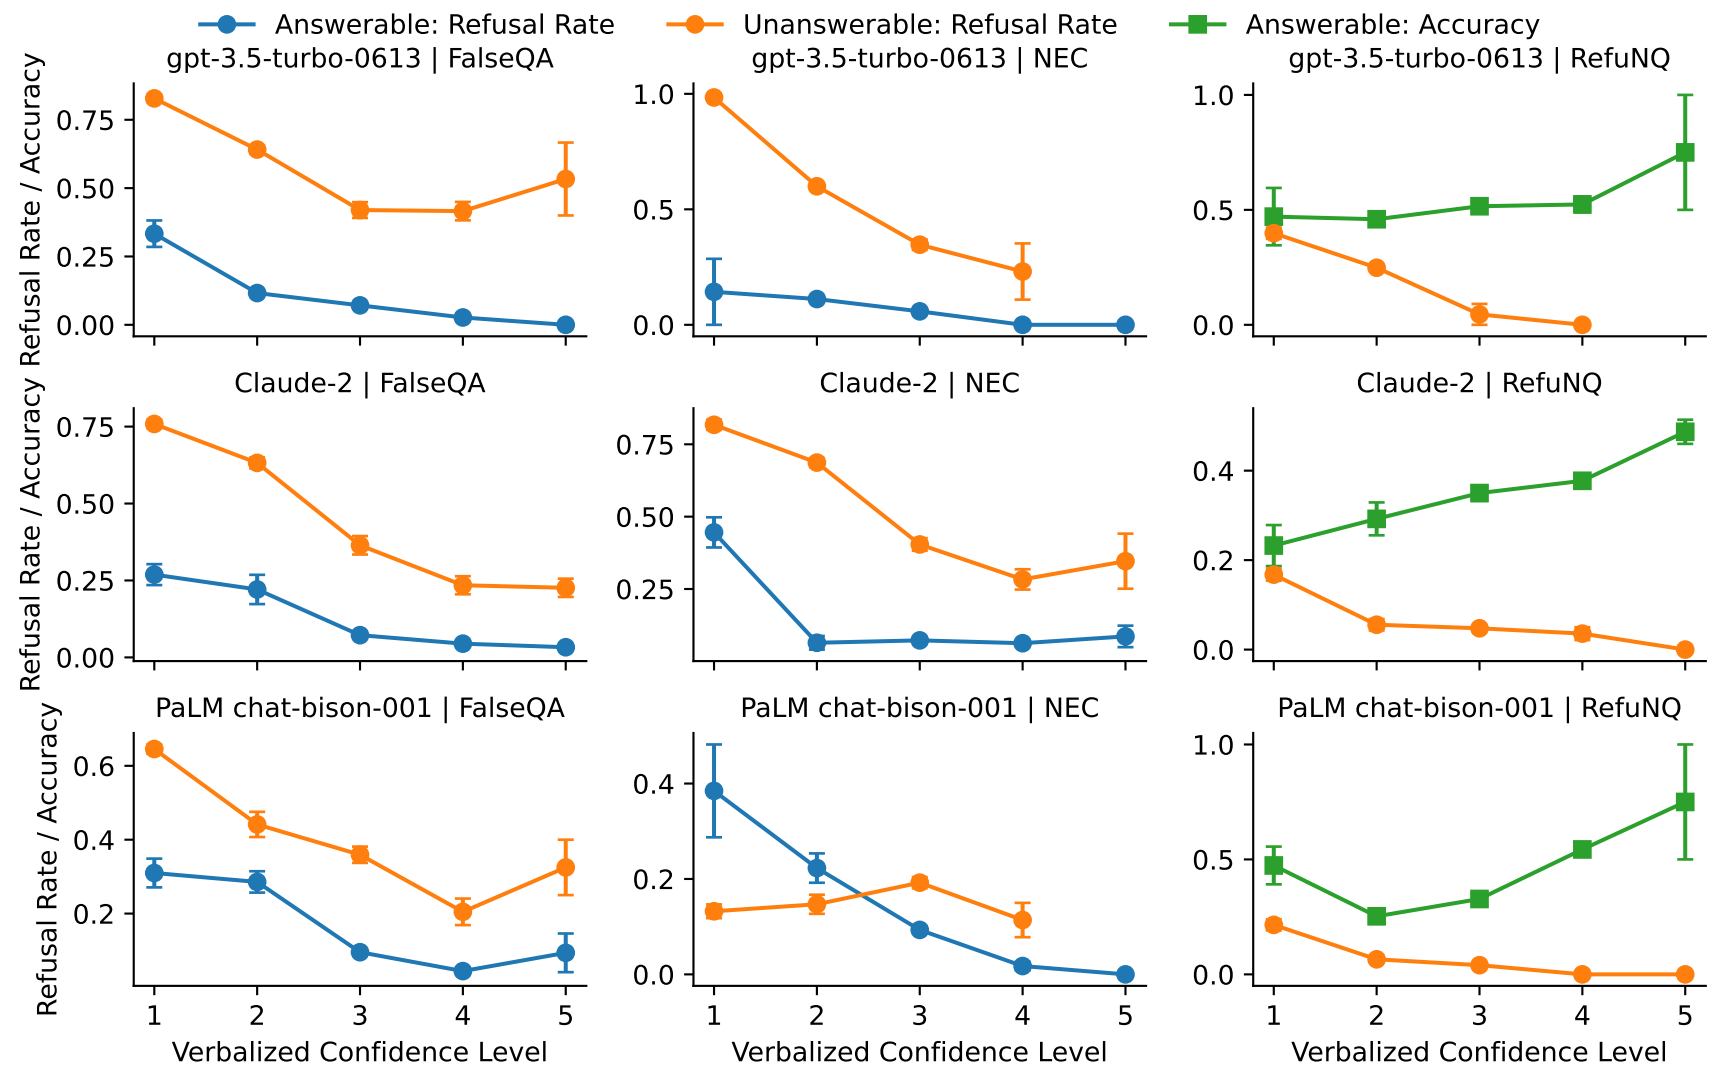 Answerable: Refusal Rate Unanswerable: Refusal Rate Answerable: Accuracy
gpt-3.5-turbo-0613 | FalseQA
Refusal Rate / Accuracy
0.75
0.50
0.25
0.00
gpt-3.5-turbo-0613 | NEC
1.0
0.5
0.0
gpt-3.5-turbo-0613 | RefuNQ
1.0
0.5
0.0
Claude-2 | FalseQA
Refusal Rate / Accuracy
0.75
0.50
0.25
0.00
Claude-2 | NEC
0.75
0.50
0.25
Claude-2 | RefuNQ
0.4
0.2
0.0
PaLM chat-bison-001 | FalseQA
Refusal Rate / Accuracy
0.6
0.4
0.2
1 2 3 4 5
Verbalized Confidence Level
PaLM chat-bison-001 | NEC
0.4
0.2
0.0
1 2 3 4 5
Verbalized Confidence Level
PaLM chat-bison-001 | RefuNQ
1.0
0.5
0.0
1 2 3 4 5
Verbalized Confidence Level